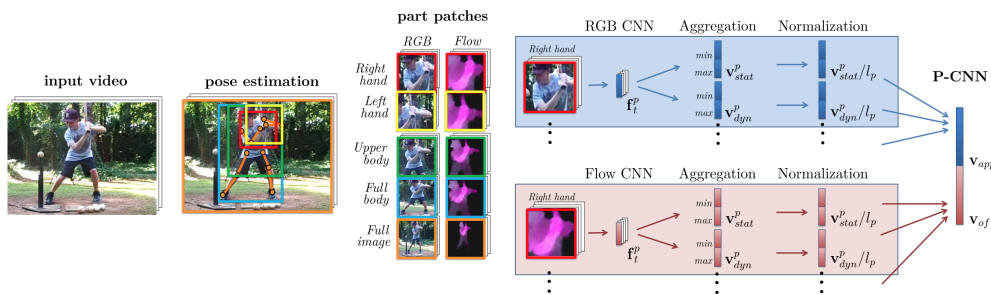 input video
pose estimation
part patches
RGB Flow
Right
hand
Left
hand
Upper
body
Full
body
Full
image
RGB CNN Aggregation Normalization
Right hand
f_t^p
min
max
v_stat^p
v_stat^p/l_p
min
max
v_dyn^p
v_dyn^p/l_p
Flow CNN Aggregation Normalization
Right hand
f_t^p
min
max
v_stat^p
v_stat^p/l_p
min
max
v_dyn^p
v_dyn^p/l_p
P-CNN
v_app
v_of